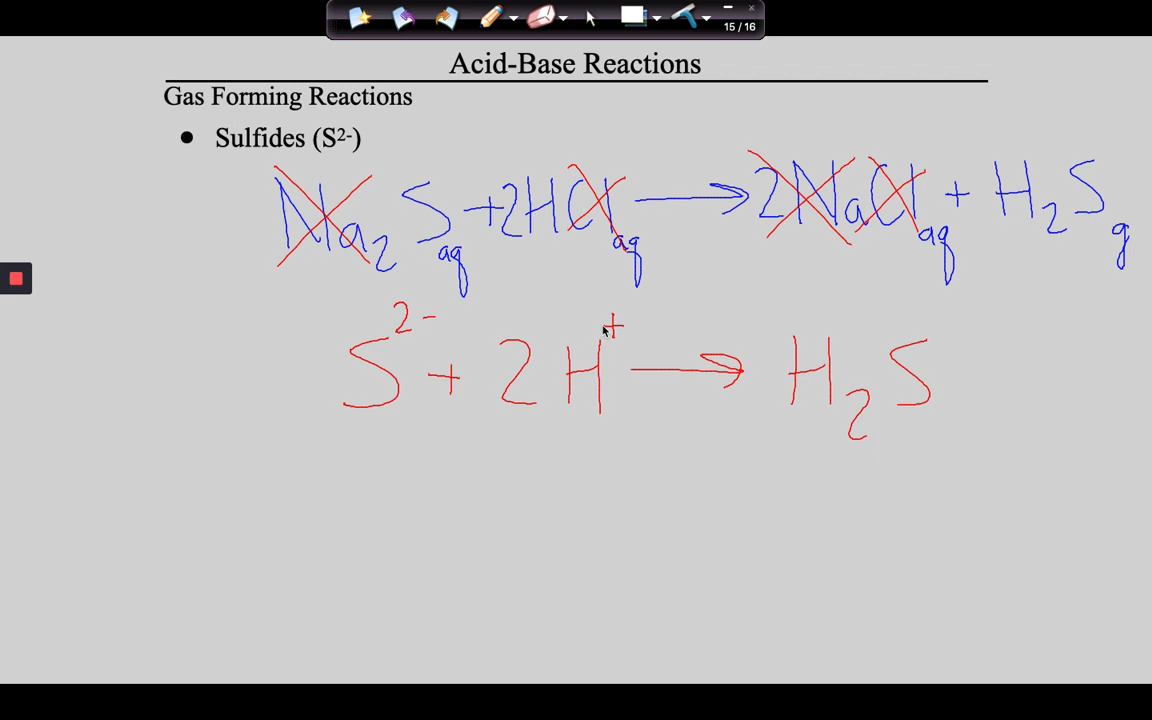 15 / 16
Acid-Base Reactions
Gas Forming Reactions
● Sulfides (S²⁻)
Na₂S aq + 2HCl aq → 2NaCl aq + H₂S g
S²⁻ + 2H⁺ → H₂S